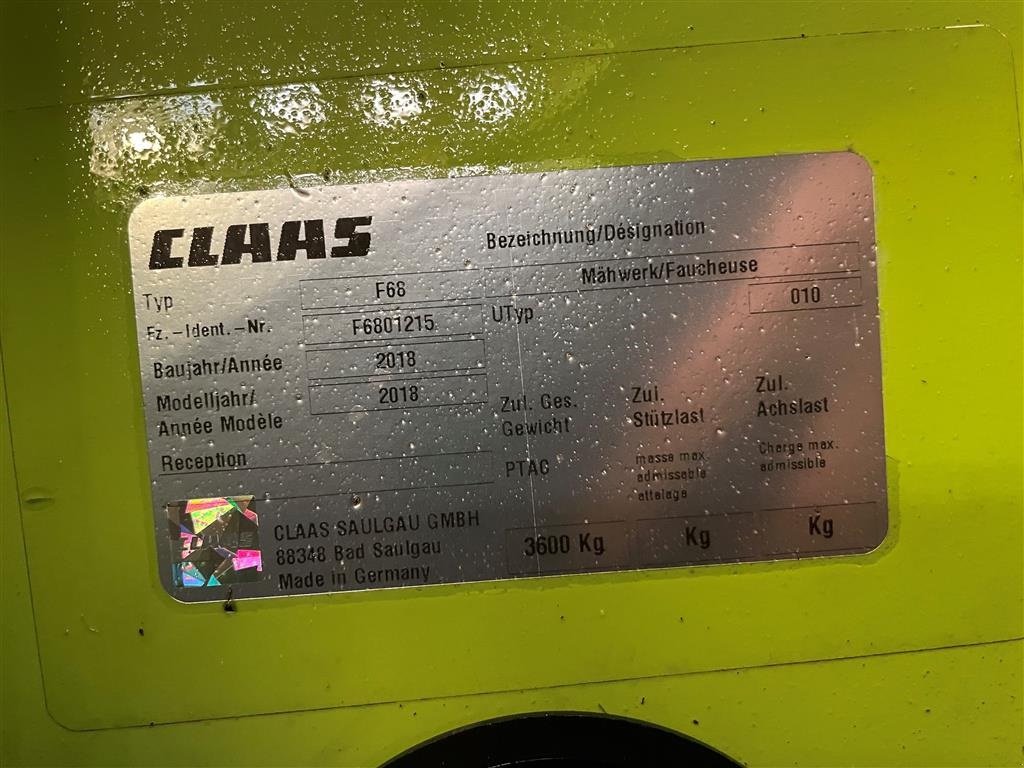 CLAAS
Bezeichnung/Désignation
Mähwerk/Faucheuse
Typ F68
UTyp 010
Fz.-Ident.-Nr. F6801215
Baujahr/Année 2018
Modelljahr/ 2018
Année Modèle
Reception
Zul. Ges. Zul. Zul.
Gewicht Stützlast Achslast
PTAC masse max. Charge max.
admissable admissible
attelage
3600 Kg Kg Kg
CLAAS SAULGAU GMBH
88348 Bad Saulgau
Made in Germany